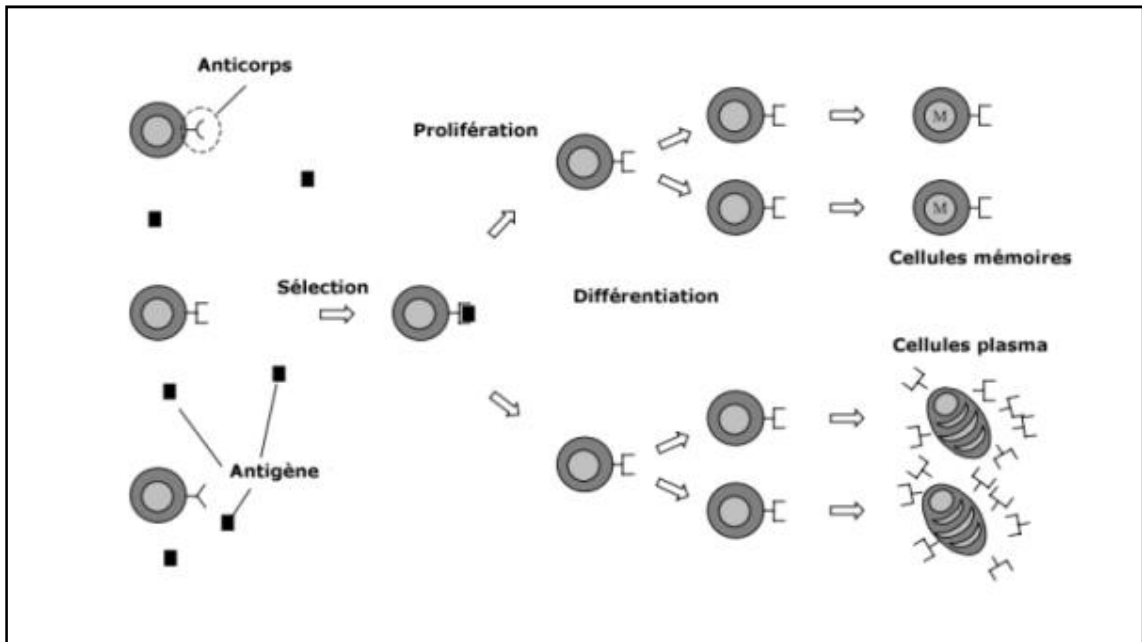 Anticorps
Prolifération
M
M
Cellules mémoires
Sélection
Différentiation
Cellules plasma
Antigène